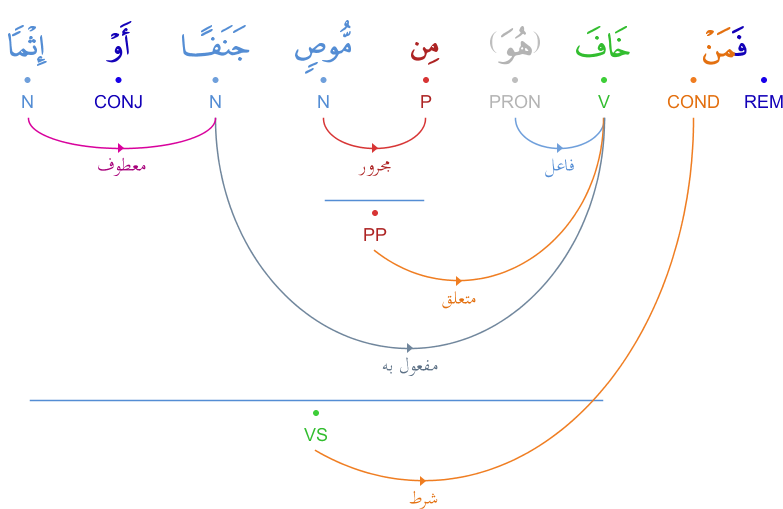 فَمَنْ خَافَ (هُوَ) مِن مُّوصٍ جَنَفًا أَوْ إِثْمًا
REM COND V PRON P N N CONJ N
فاعل مجرور معطوف
PP
متعلق
مفعول به
VS
شرط